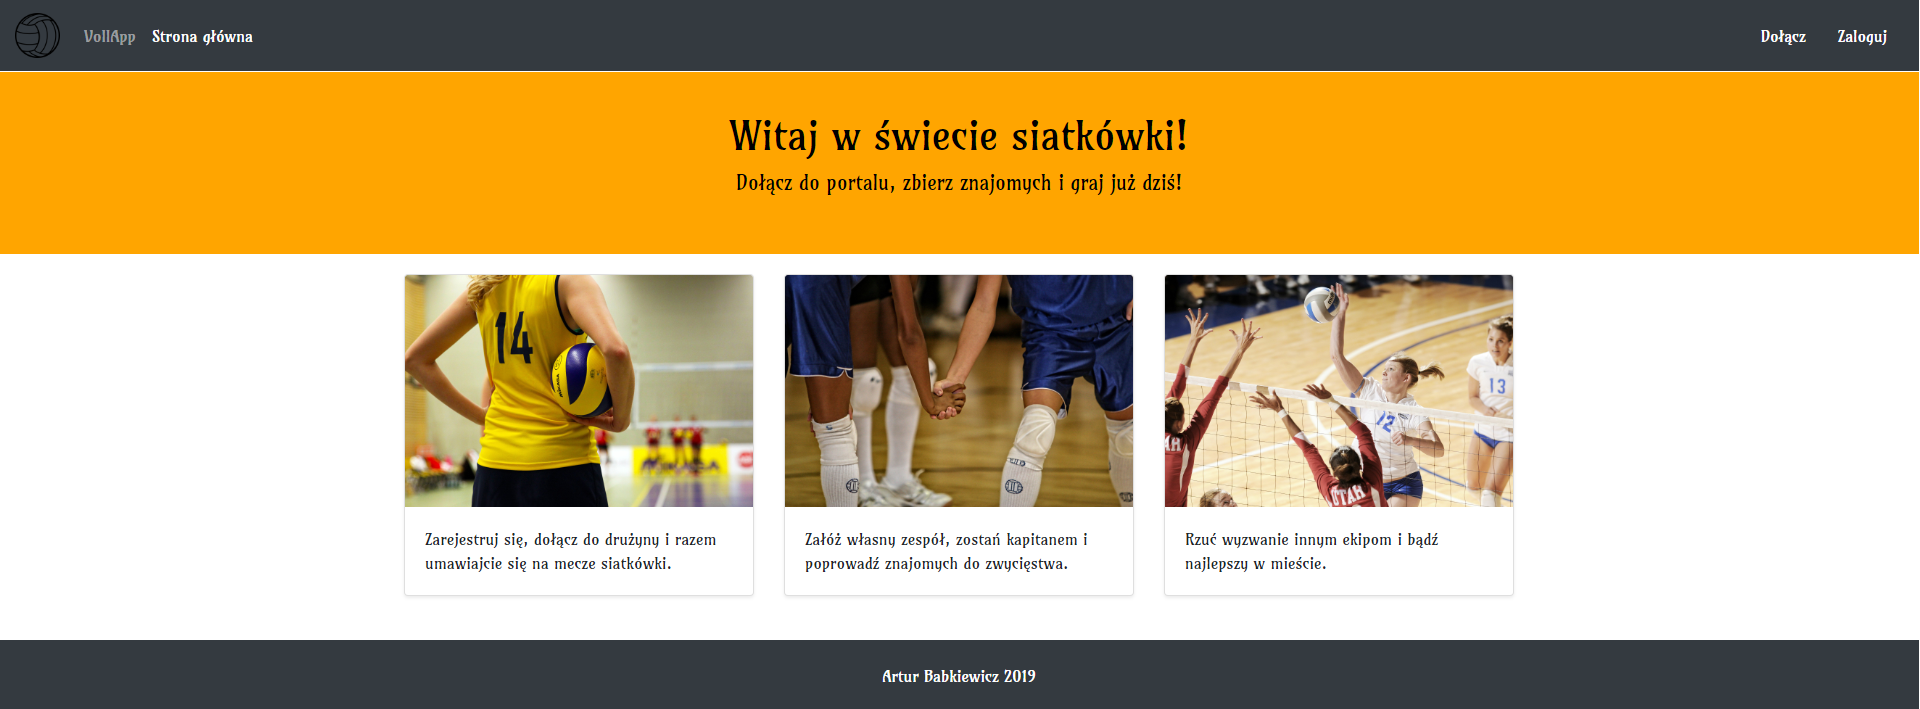 VollApp Strona główna Dołącz Zaloguj
Witaj w świecie siatkówki!
Dołącz do portalu, zbierz znajomych i graj już dziś!
14
13
12
UTAH
Zarejestruj się, dołącz do drużyny i razem
umawiajcie się na mecze siatkówki.
Załóż własny zespół, zostań kapitanem i
poprowadź znajomych do zwycięstwa.
Rzuć wyzwanie innym ekipom i bądź
najlepszy w mieście.
Artur Babkiewicz 2019